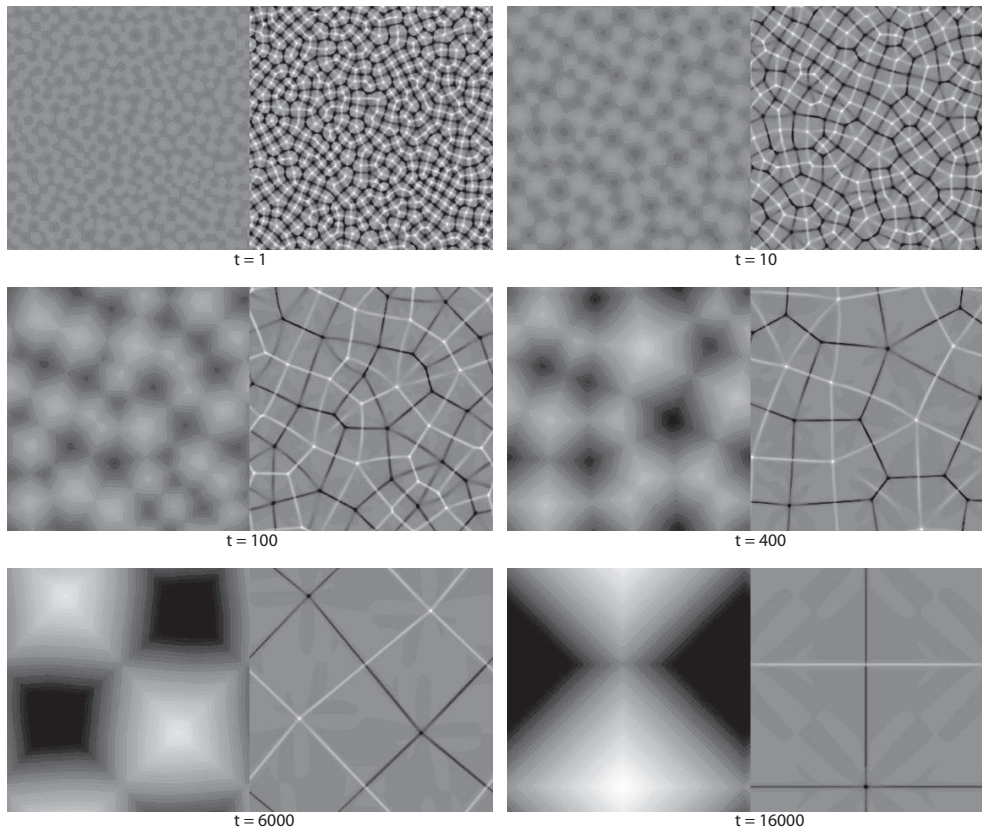 t = 1
t = 10
t = 100
t = 400
t = 6000
t = 16000